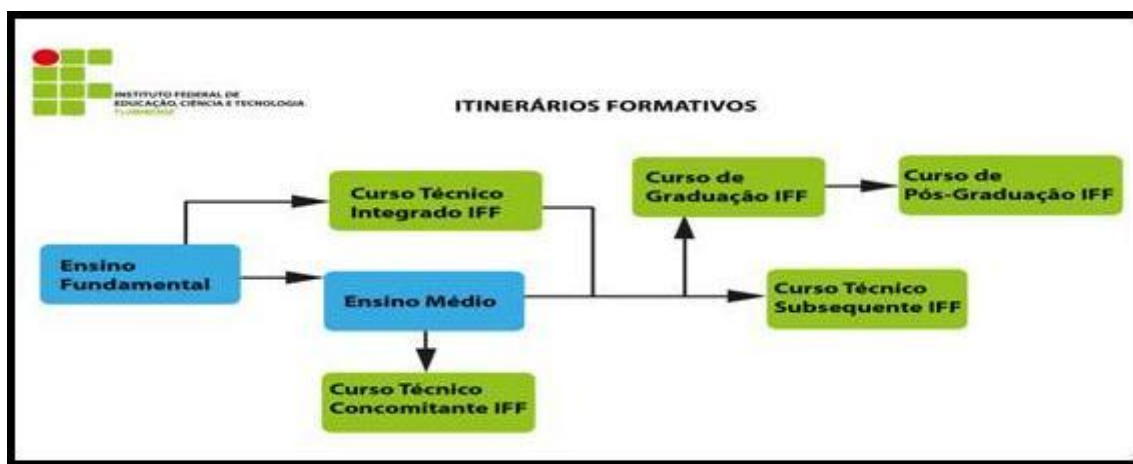 INSTITUTO FEDERAL DE
EDUCAÇÃO, CIÊNCIA E TECNOLOGIA
FLUMINENSE
ITINERÁRIOS FORMATIVOS
Curso Técnico
Integrado IFF
Curso de
Graduação IFF
Curso de
Pós-Graduação IFF
Ensino
Fundamental
Ensino Médio
Curso Técnico
Subsequente IFF
Curso Técnico
Concomitante IFF